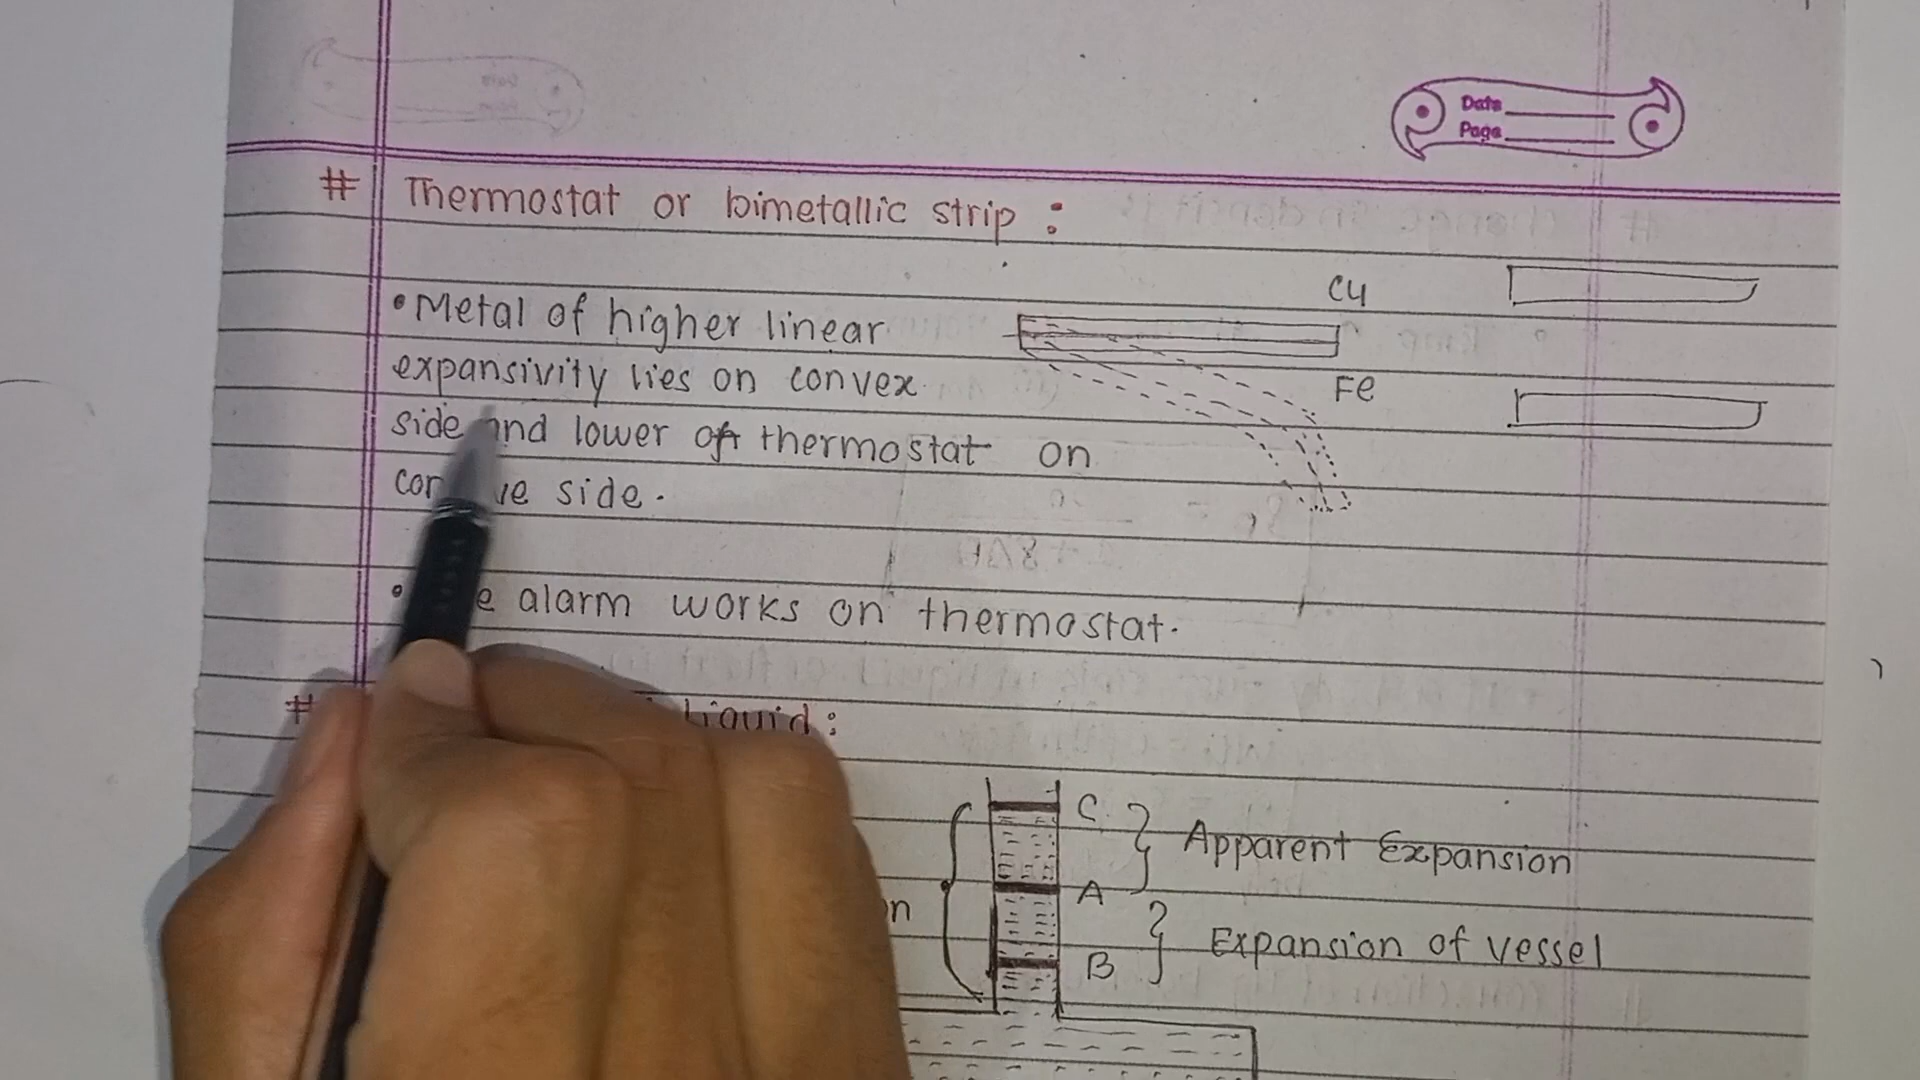 Date
Page
# Thermostat or bimetallic strip :
Cu
• Metal of higher linear
expansivity lies on convex
Fe
side and lower of thermostat on
side.
• alarm works on thermostat.
# Liquid :
C
Apparent Expansion
A
Expansion of vessel
B